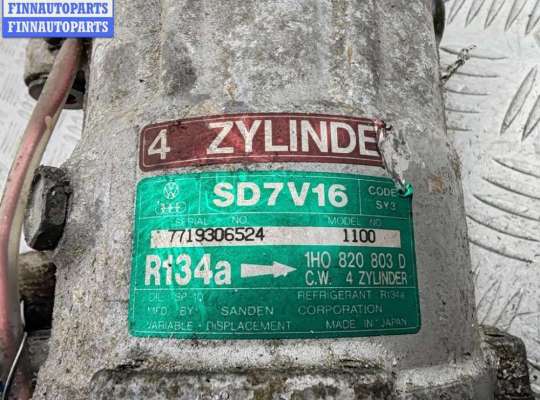 FINNAUTOPARTS
FINNAUTOPARTS
4 ZYLINDE
SD7V16
CODE
SY3
SERIAL NO.
MODEL NO
7719306524
1100
R134a
1H0 820 803 D
C.W. 4 ZYLINDER
OIL SP-10
REFRIGERANT R134a
MFD BY SANDEN CORPORATION
VARIABLE-DISPLACEMENT
MADE IN JAPAN